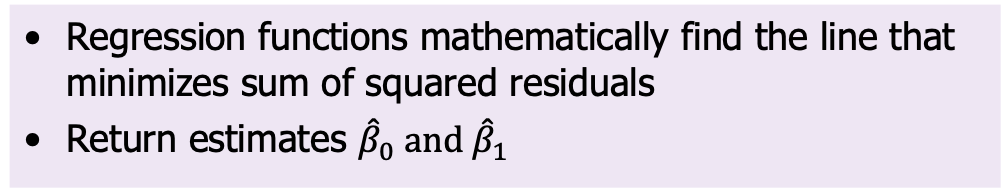 • Regression functions mathematically find the line that
minimizes sum of squared residuals
• Return estimates β̂₀ and β̂₁